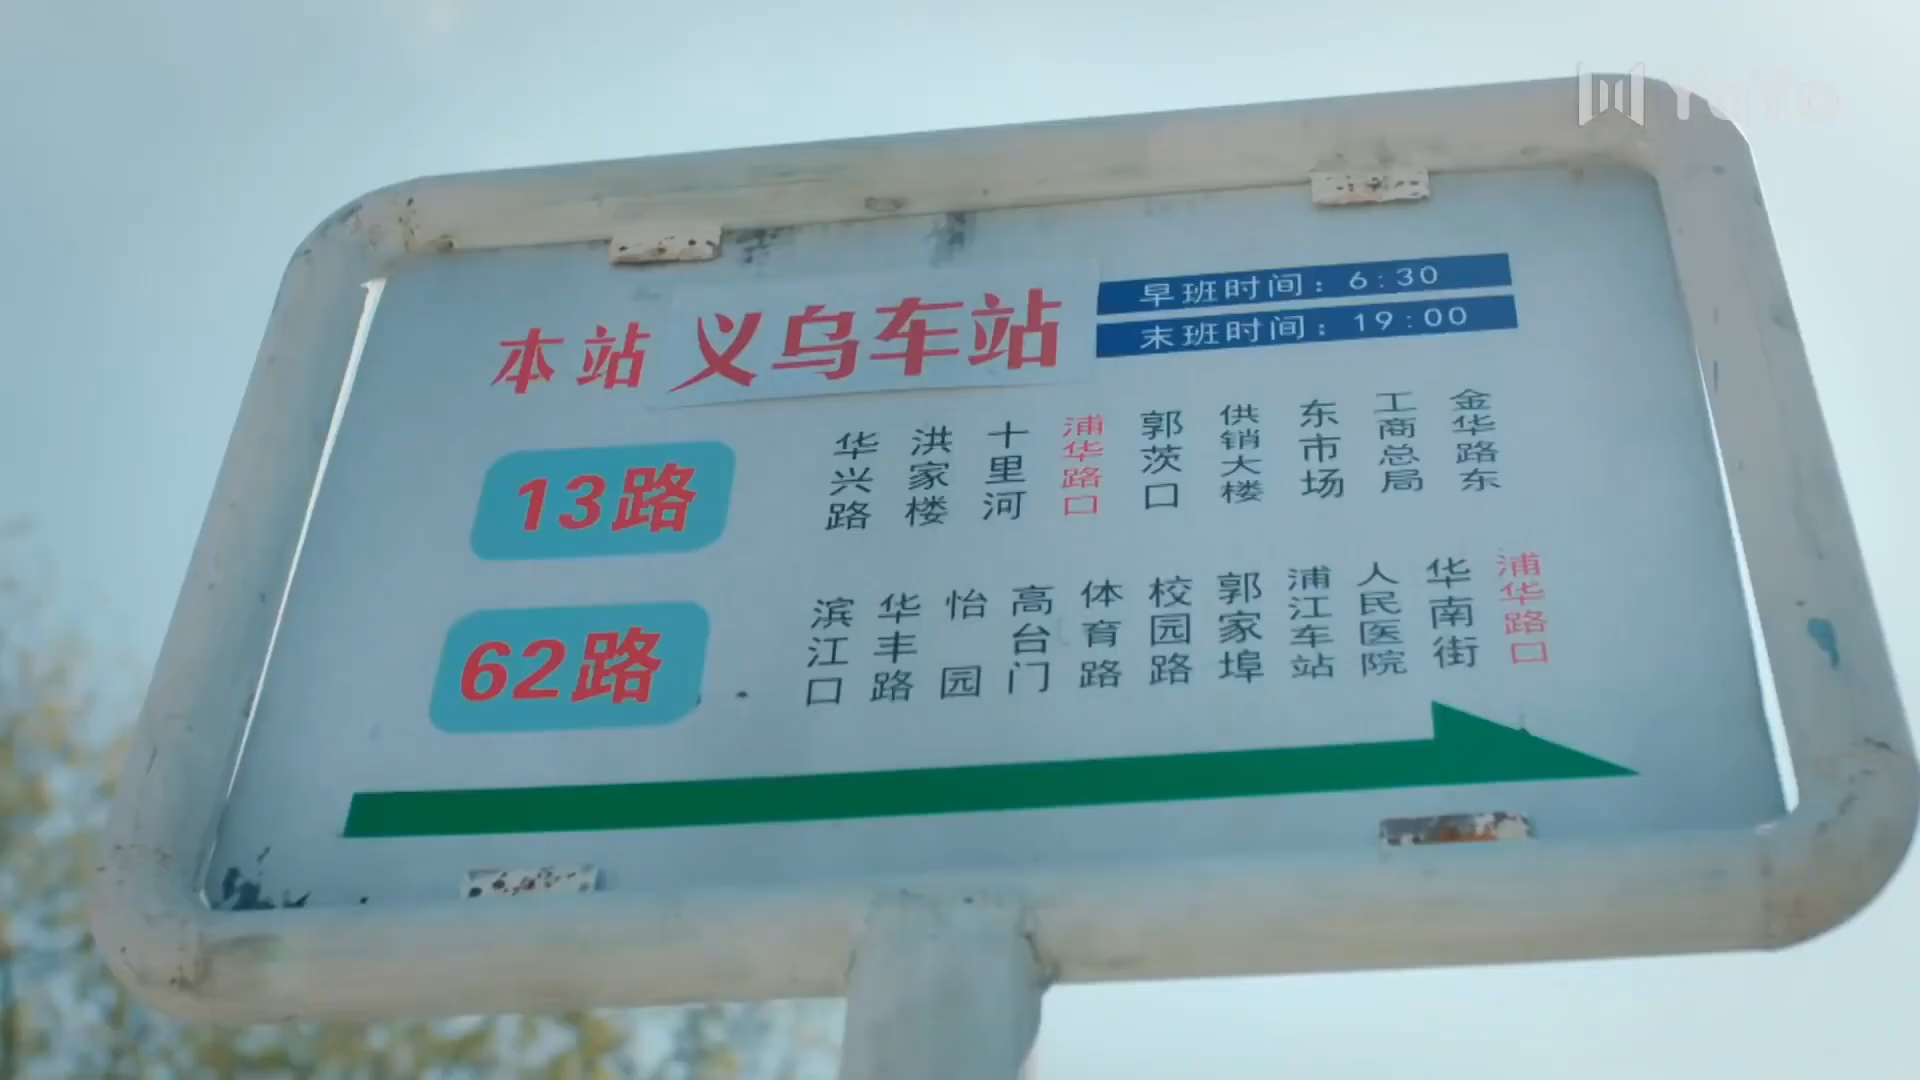 YoYo
本站 义乌车站
早班时间：6:30
末班时间：19:00
13路
华兴路
洪家楼
十里河
浦华路口
郭茨口
供销大楼
东市场
工商总局
金华路东
62路
滨江口
华丰路
怡园
高台门
体育路
校园路
郭家埠
浦江车站
人民医院
华南街
浦华路口